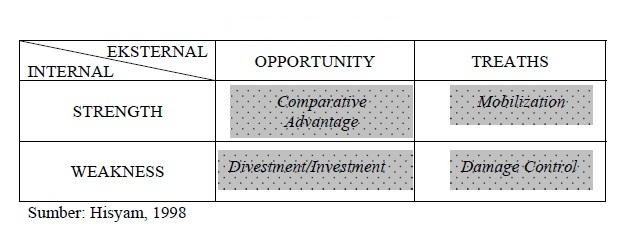 EKSTERNAL
INTERNAL
OPPORTUNITY
TREATHS
STRENGTH
Comparative
Advantage
Mobilization
WEAKNESS
Divestment/Investment
Damage Control
Sumber: Hisyam, 1998